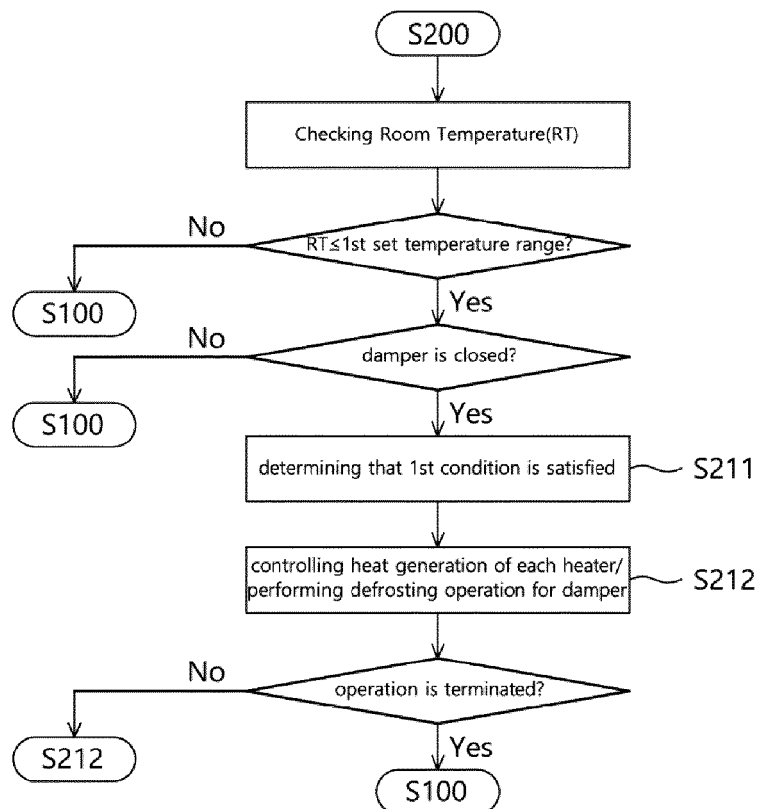 S200
Checking Room Temperature(RT)
No
RT≤1st set temperature range?
S100
Yes
No
damper is closed?
S100
Yes
determining that 1st condition is satisfied
S211
controlling heat generation of each heater/
performing defrosting operation for damper
S212
No
operation is terminated?
S212
Yes
S100